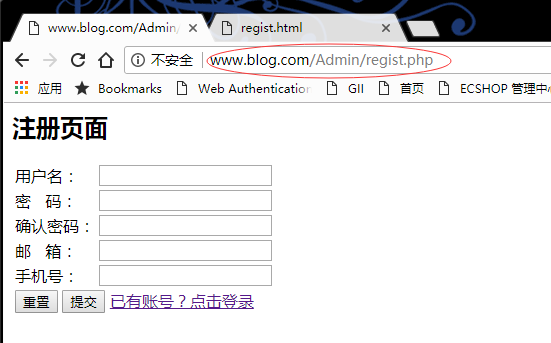 www.blog.com/Admin/ regist.html
不安全 www.blog.com/Admin/regist.php
应用 Bookmarks Web Authentication GII 首页 ECSHOP 管理中心
注册页面
用户名：
密 码：
确认密码：
邮 箱：
手机号：
重置 提交 已有账号？点击登录